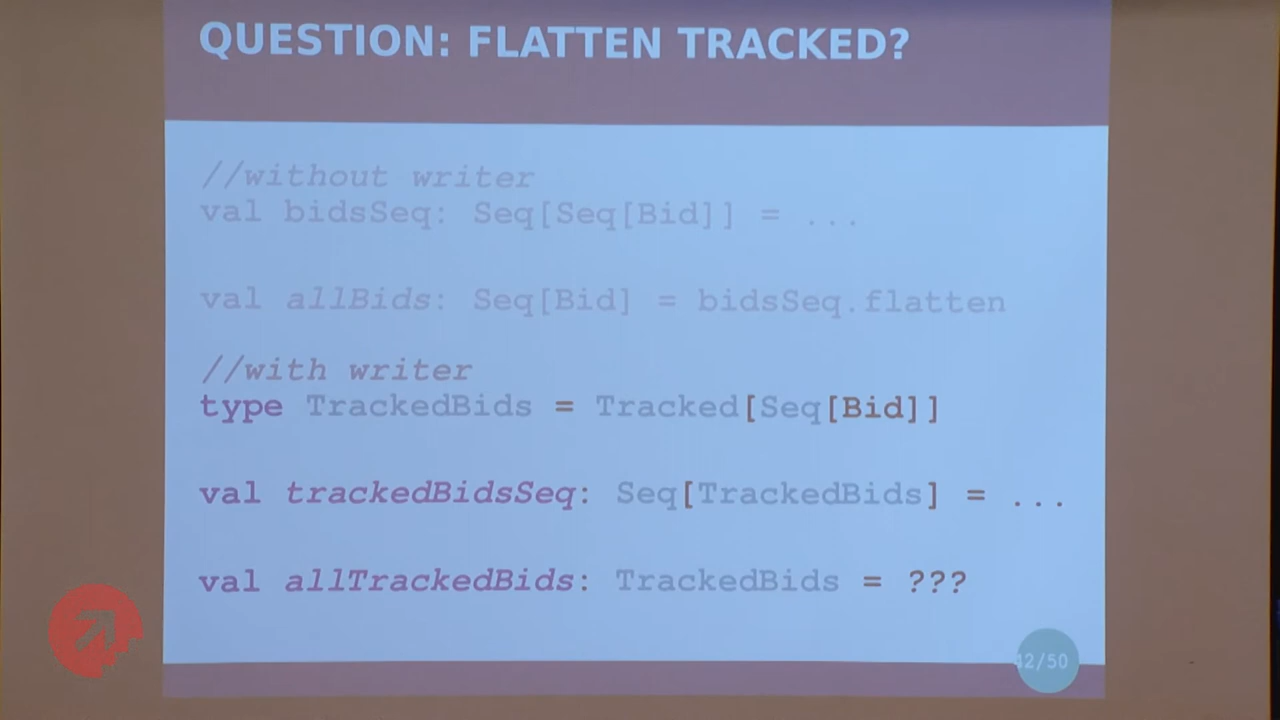 QUESTION: FLATTEN TRACKED?
//without writer
val bidsSeq: Seq[Seq[Bid]] = ...
val allBids: Seq[Bid] = bidsSeq.flatten
//with writer
type TrackedBids = Tracked[Seq[Bid]]
val trackedBidsSeq: Seq[TrackedBids] = ...
val allTrackedBids: TrackedBids = ???
42/50